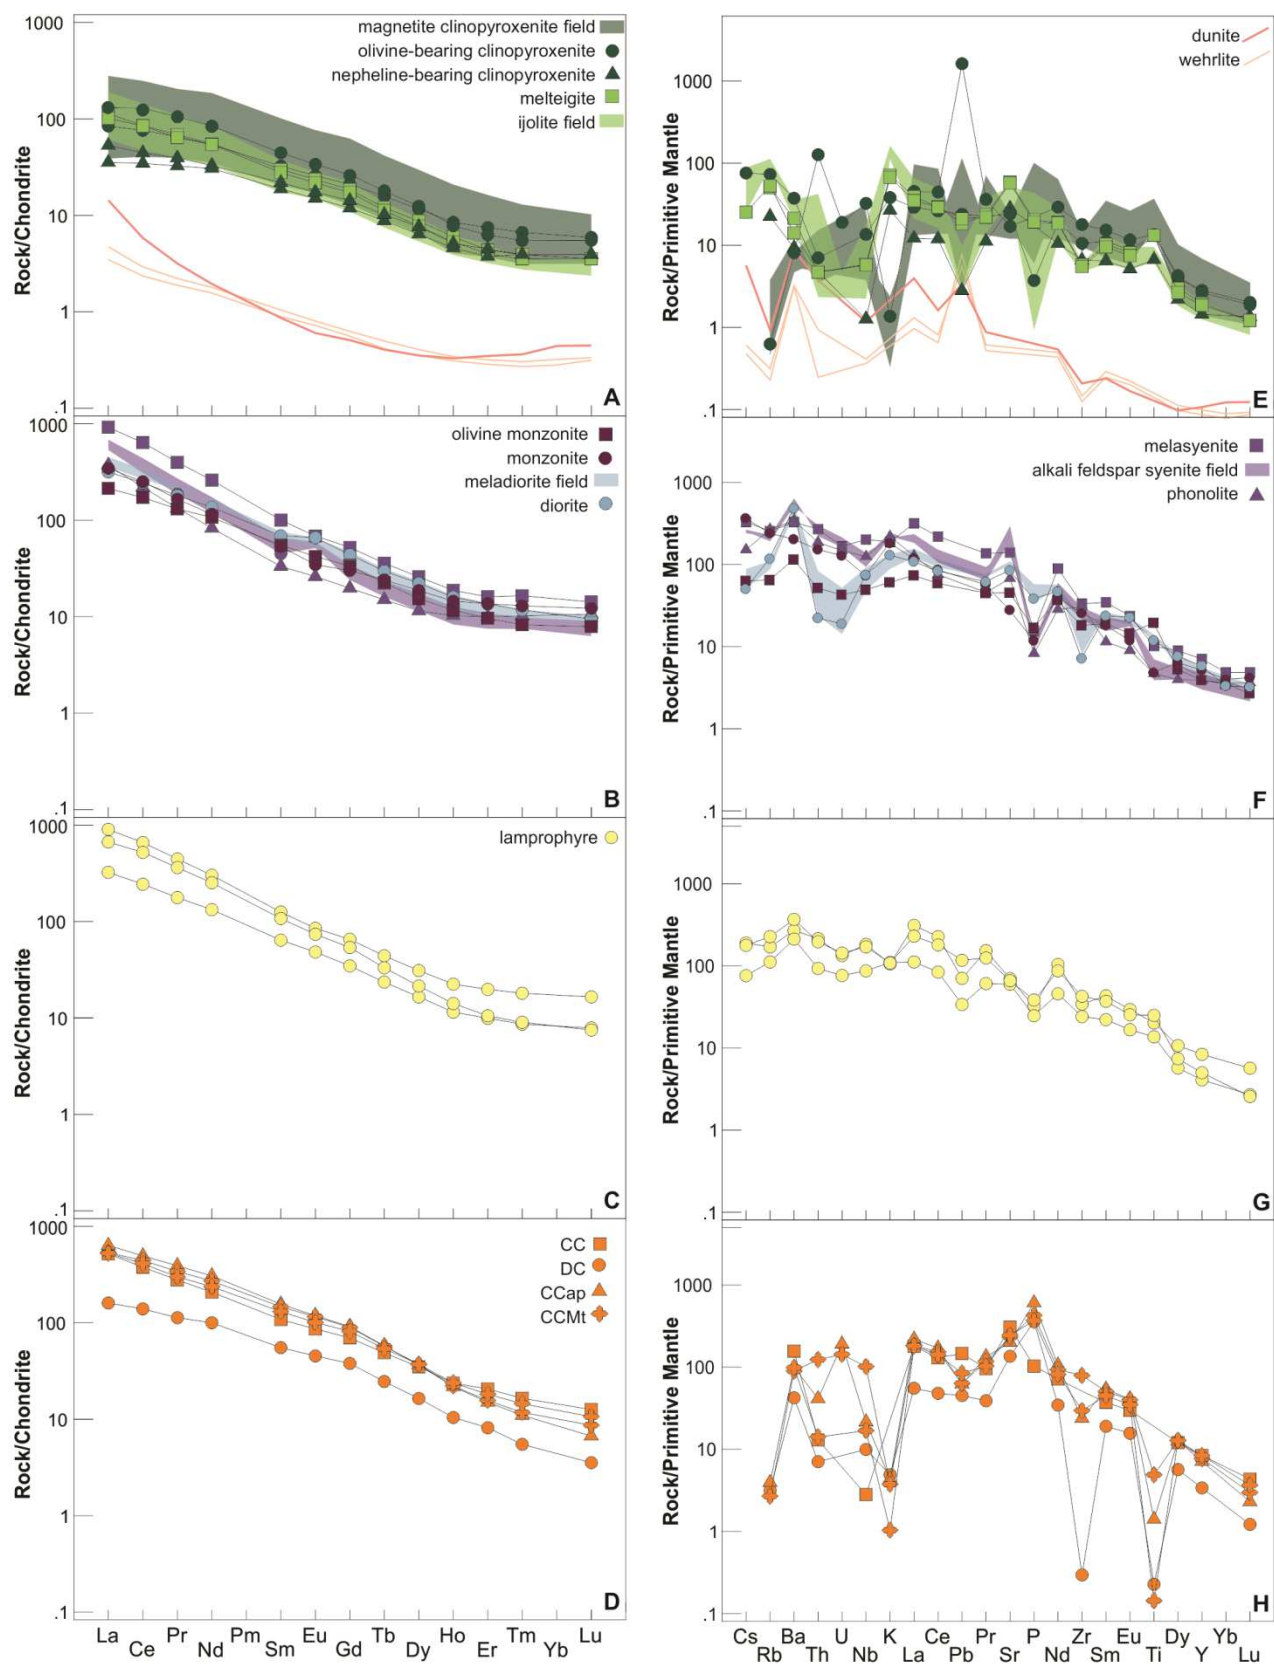 Rock/Chondrite
1000
100
10
1
.1
magnetite clinopyroxenite field
olivine-bearing clinopyroxenite
nepheline-bearing clinopyroxenite
melteigite
ijolite field
A
Rock/Primitive Mantle
1000
100
10
1
.1
dunite
wehrlite
E
Rock/Chondrite
1000
100
10
1
.1
olivine monzonite
monzonite
meladiorite field
diorite
B
Rock/Primitive Mantle
1000
100
10
1
.1
melasyenite
alkali feldspar syenite field
phonolite
F
Rock/Chondrite
1000
100
10
1
.1
lamprophyre
C
Rock/Primitive Mantle
1000
100
10
1
.1
G
Rock/Chondrite
1000
100
10
1
.1
CC
DC
CCap
CCMt
D
La Ce Pr Nd Pm Sm Eu Gd Tb Dy Ho Er Tm Yb Lu
Rock/Primitive Mantle
1000
100
10
1
.1
H
Cs Rb Ba Th U Nb K La Ce Pb Pr Sr P Nd Zr Sm Eu Ti Dy Y Yb Lu